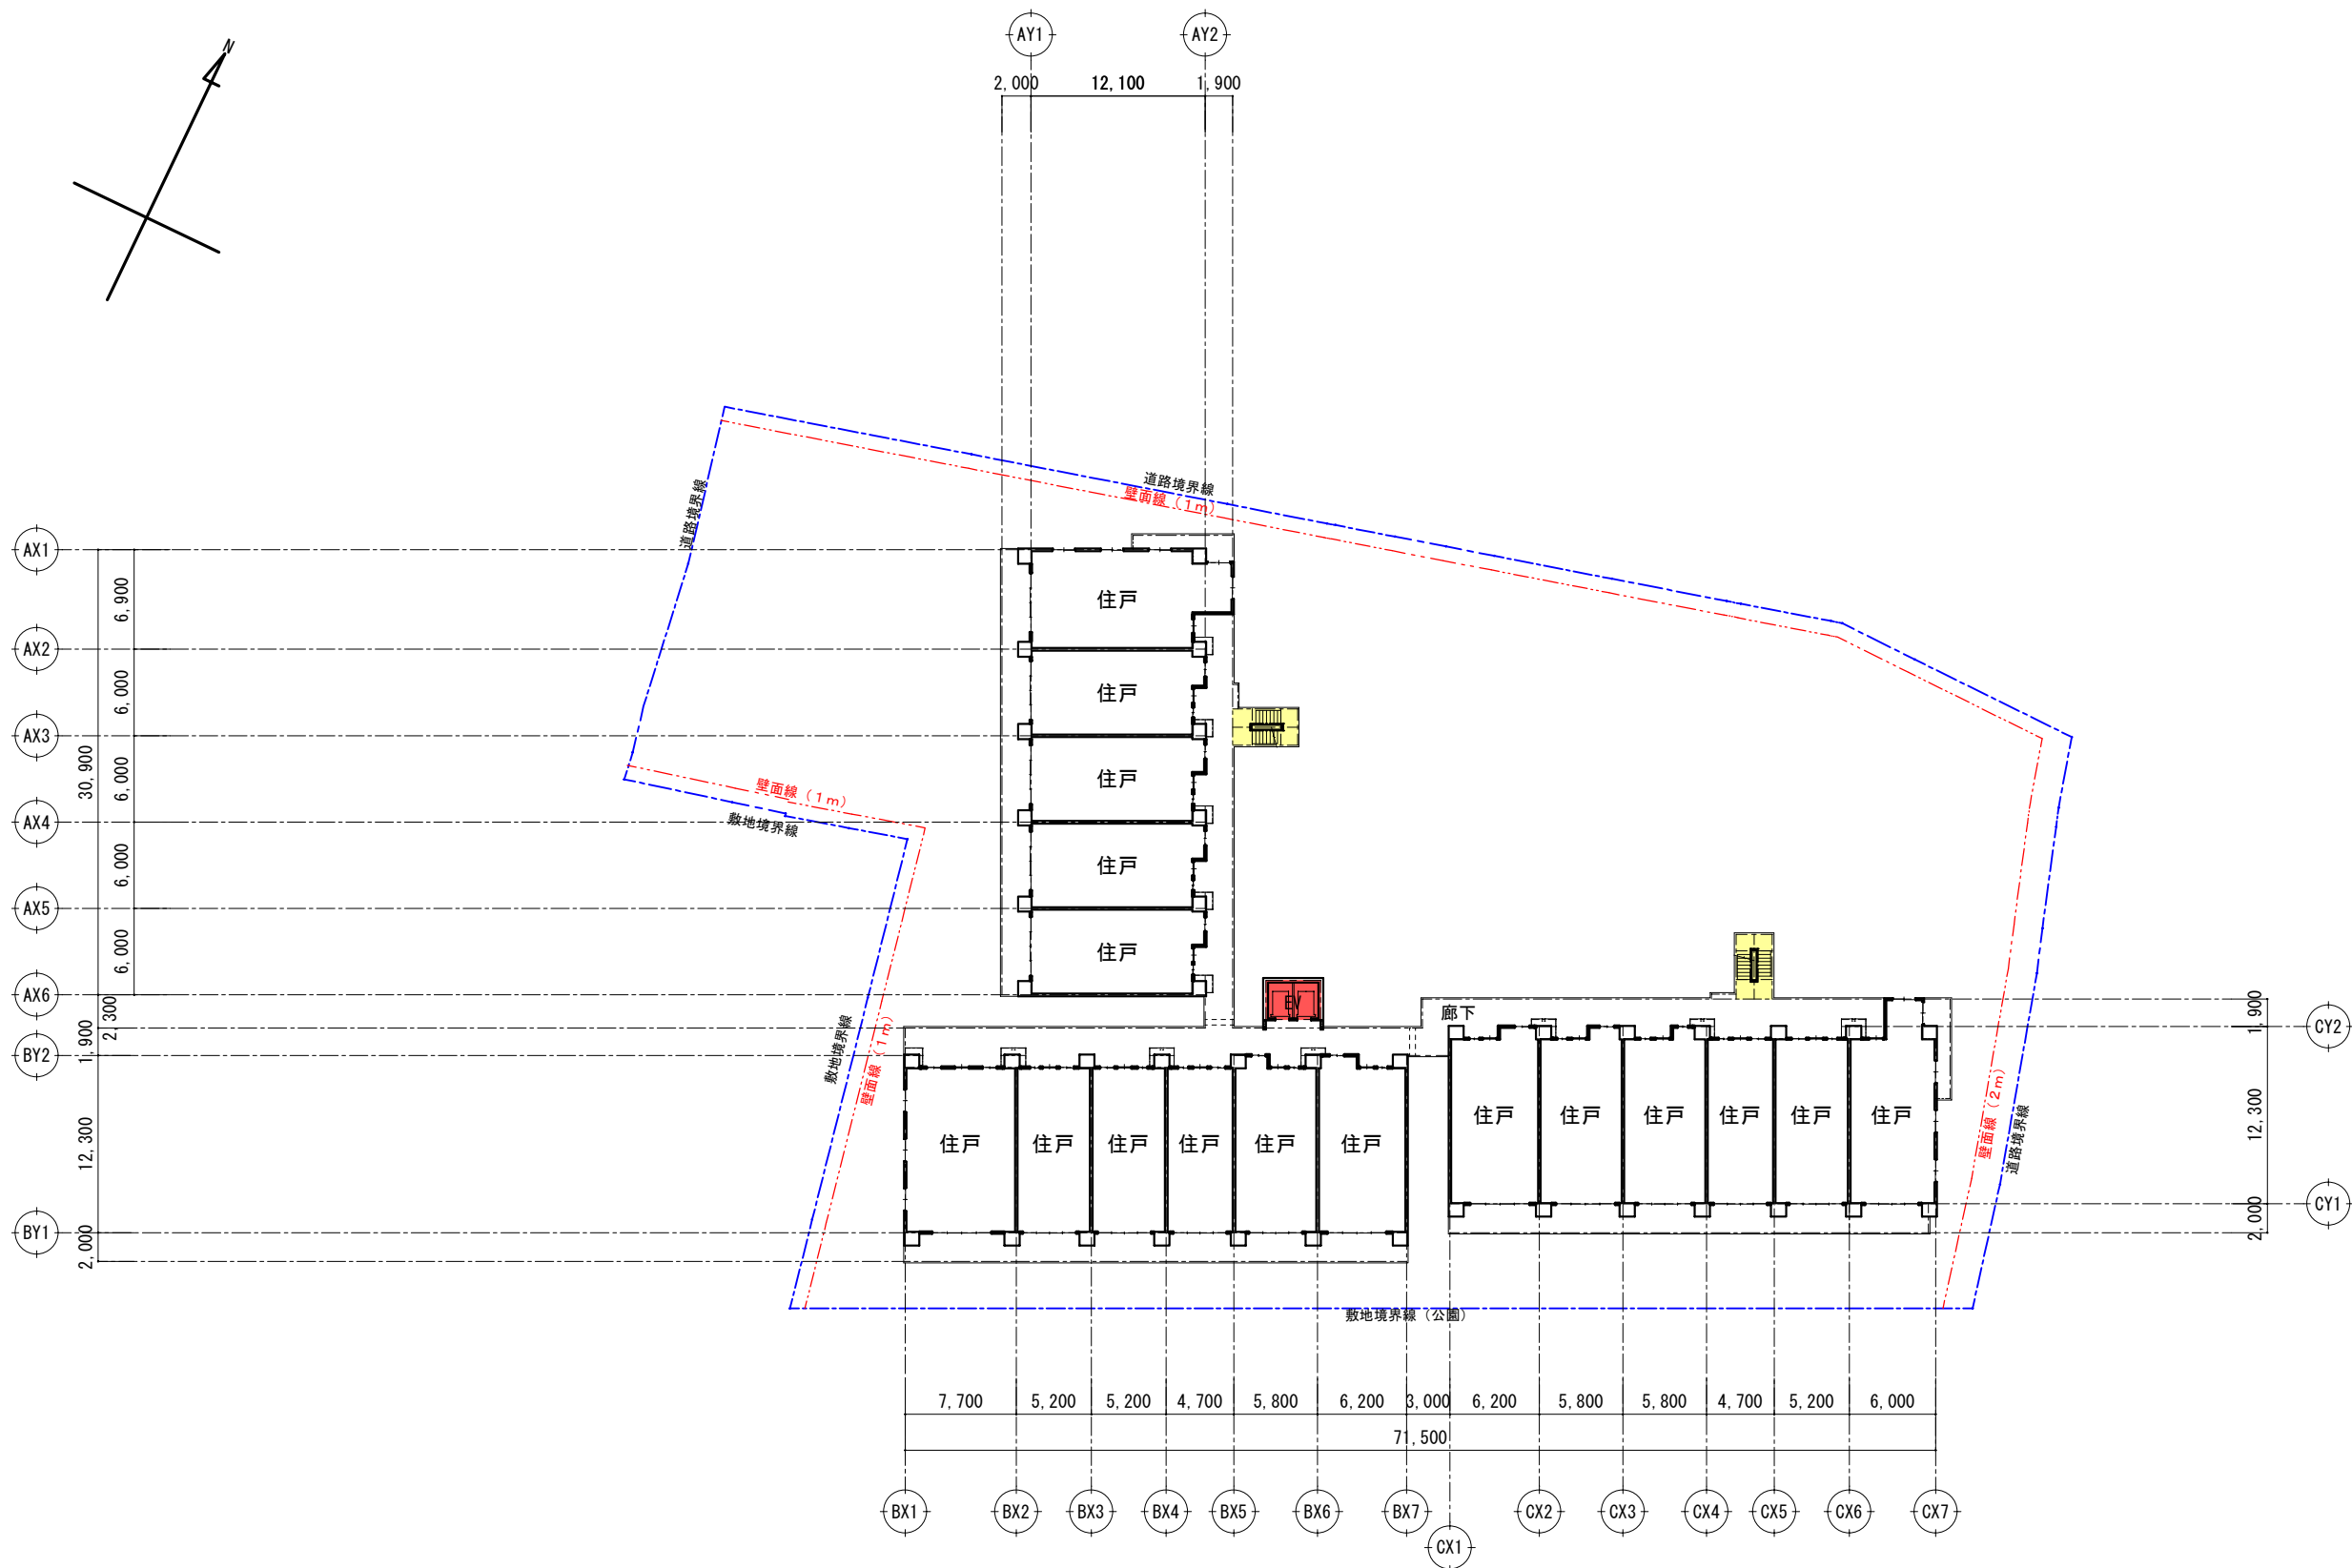 N
AY1
AY2
2,000
12,100
1,900
道路境界線
壁面線（1m）
道路境界線
AX1
AX2
AX3
AX4
AX5
AX6
BY2
BY1
6,900
6,000
6,000
6,000
6,000
30,900
2,300
1,900
12,300
2,000
住戸
住戸
住戸
住戸
住戸
壁面線（1m）
敷地境界線
敷地境界線
壁面線（1m）
EV
廊下
住戸
住戸
住戸
住戸
住戸
住戸
住戸
住戸
住戸
住戸
住戸
住戸
壁面線（2m）
道路境界線
1,900
12,300
2,000
CY2
CY1
敷地境界線（公園）
7,700
5,200
5,200
4,700
5,800
6,200
3,000
6,200
5,800
5,800
4,700
5,200
6,000
71,500
BX1
BX2
BX3
BX4
BX5
BX6
BX7
CX1
CX2
CX3
CX4
CX5
CX6
CX7